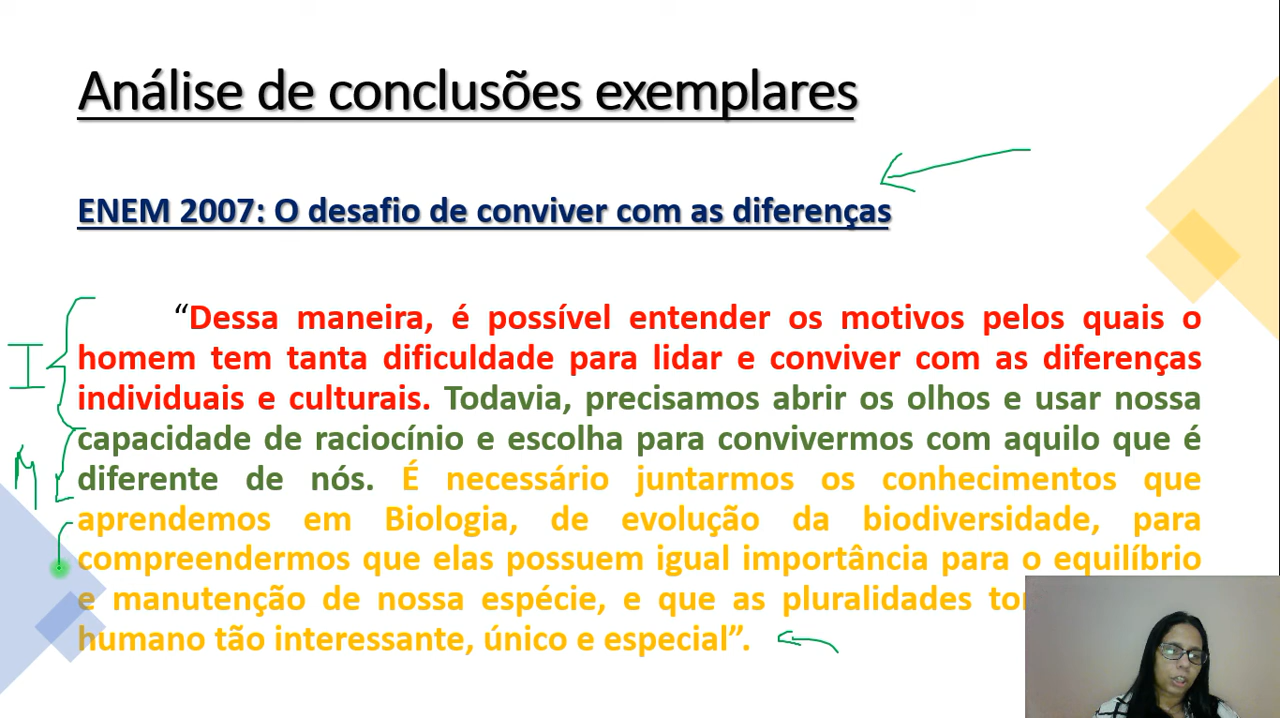 Análise de conclusões exemplares
ENEM 2007: O desafio de conviver com as diferenças
“Dessa maneira, é possível entender os motivos pelos quais o
I
homem tem tanta dificuldade para lidar e conviver com as diferenças
individuais e culturais. Todavia, precisamos abrir os olhos e usar nossa
capacidade de raciocínio e escolha para convivermos com aquilo que é
M
diferente de nós. É necessário juntarmos os conhecimentos que
aprendemos em Biologia, de evolução da biodiversidade, para
compreendermos que elas possuem igual importância para o equilíbrio
e manutenção de nossa espécie, e que as pluralidades
humano tão interessante, único e especial”.